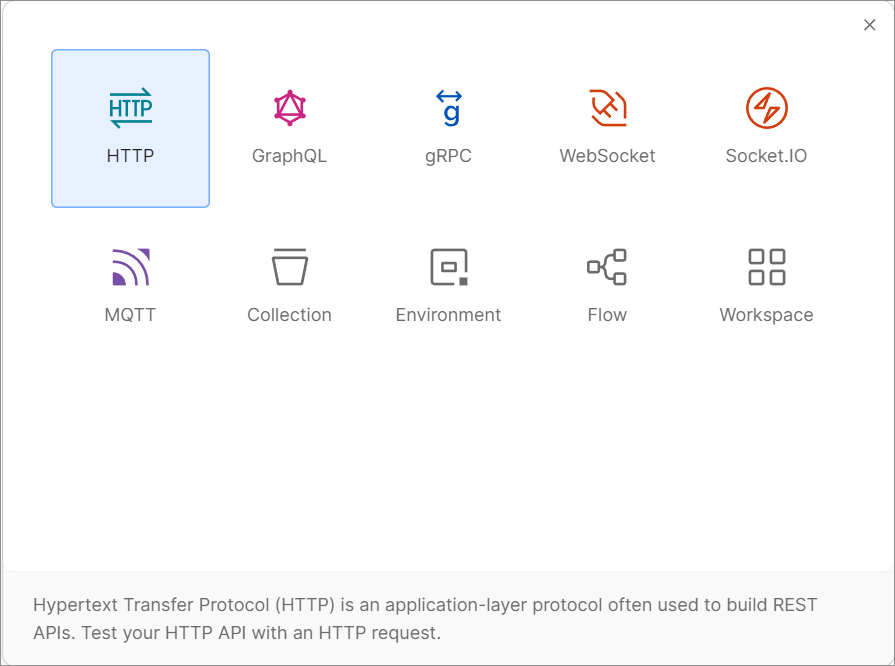 HTTP
HTTP GraphQL gRPC WebSocket Socket.IO
MQTT Collection Environment Flow Workspace
Hypertext Transfer Protocol (HTTP) is an application-layer protocol often used to build REST
APIs. Test your HTTP API with an HTTP request.